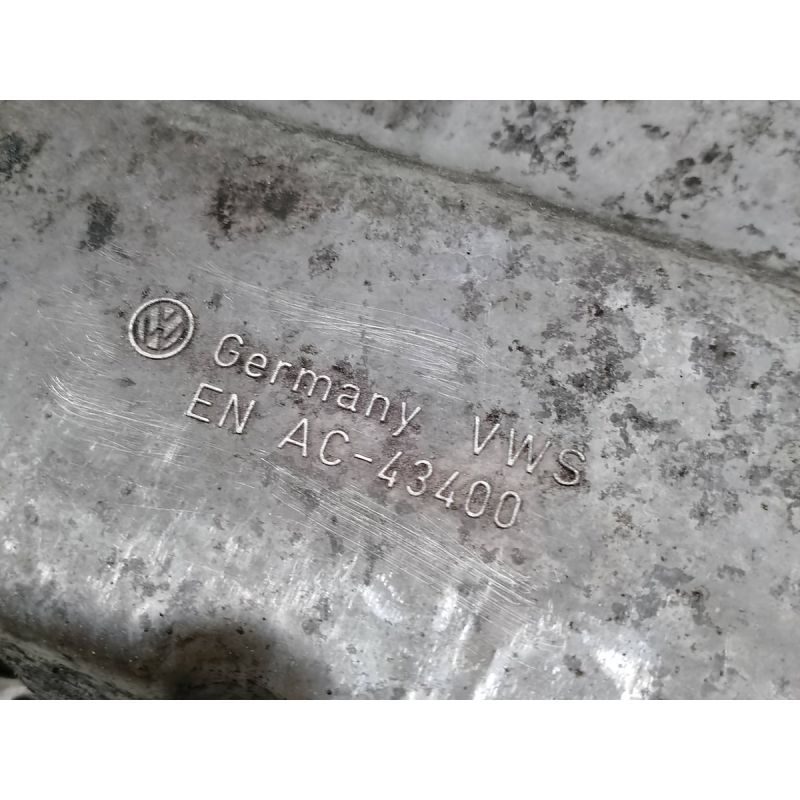 Germany VWS
EN AC-43400